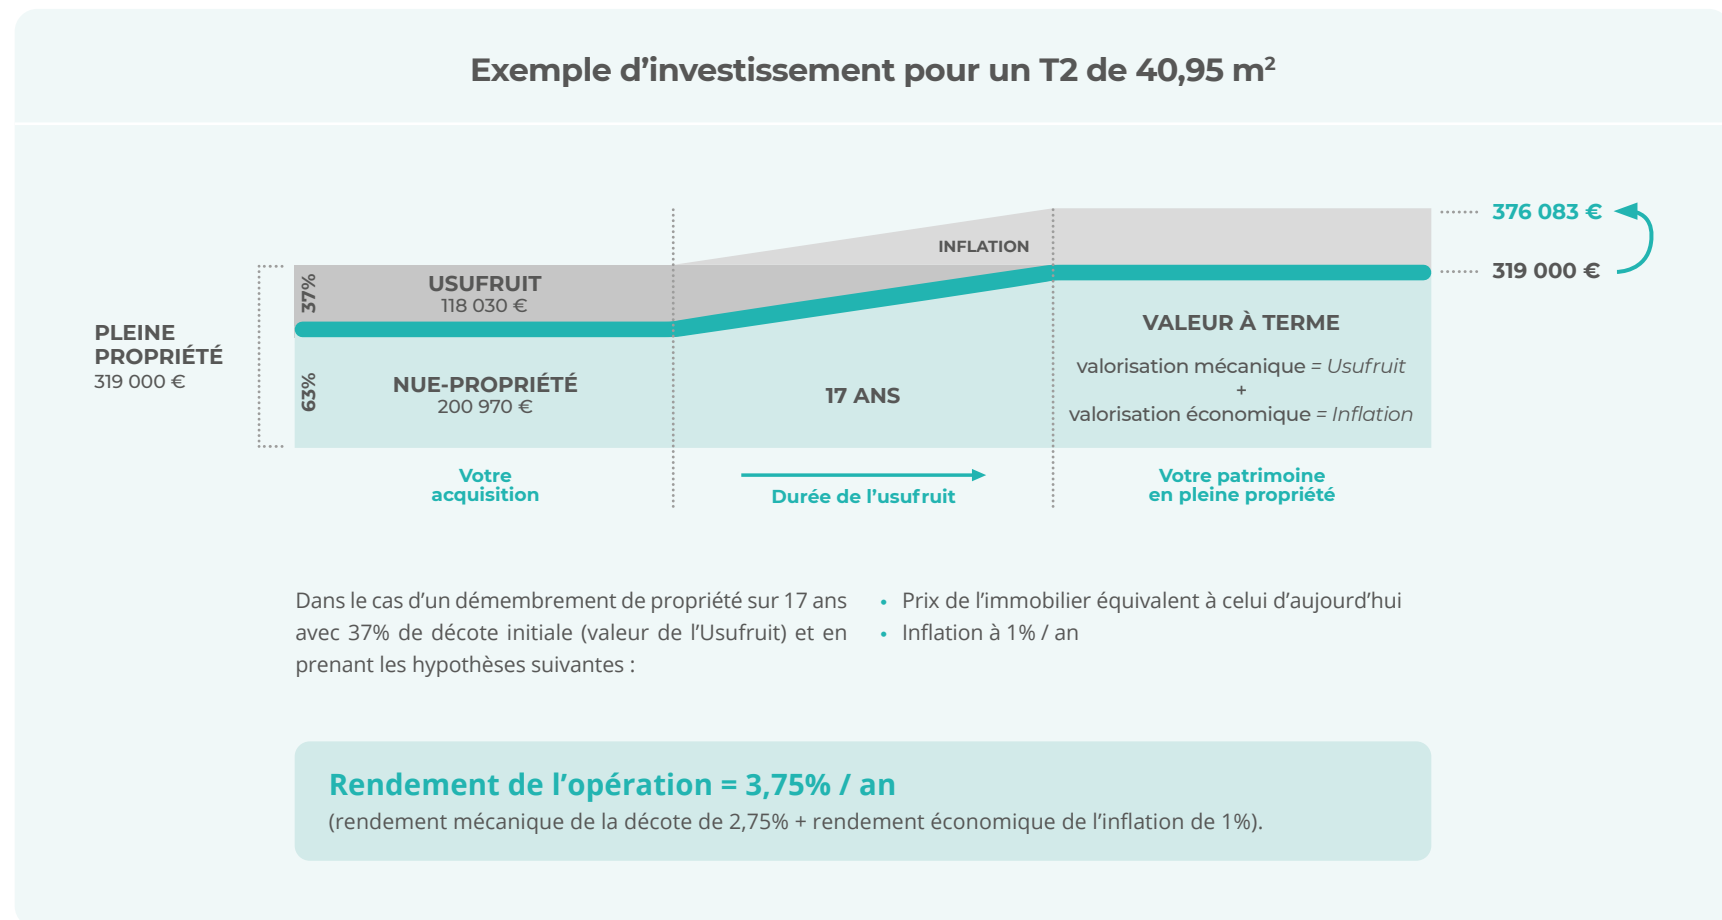 Exemple d’investissement pour un T2 de 40,95 m²
376 083 €
INFLATION
319 000 €
37%
USUFRUIT
118 030 €
PLEINE
PROPRIÉTÉ
319 000 €
63%
NUE-PROPRIÉTÉ
200 970 €
17 ANS
VALEUR À TERME
valorisation mécanique = Usufruit
+
valorisation économique = Inflation
Votre
acquisition
Durée de l’usufruit
Votre patrimoine
en pleine propriété
Dans le cas d’un démembrement de propriété sur 17 ans
avec 37% de décote initiale (valeur de l’Usufruit) et en
prenant les hypothèses suivantes :
• Prix de l’immobilier équivalent à celui d’aujourd’hui
• Inflation à 1% / an
Rendement de l’opération = 3,75% / an
(rendement mécanique de la décote de 2,75% + rendement économique de l’inflation de 1%).